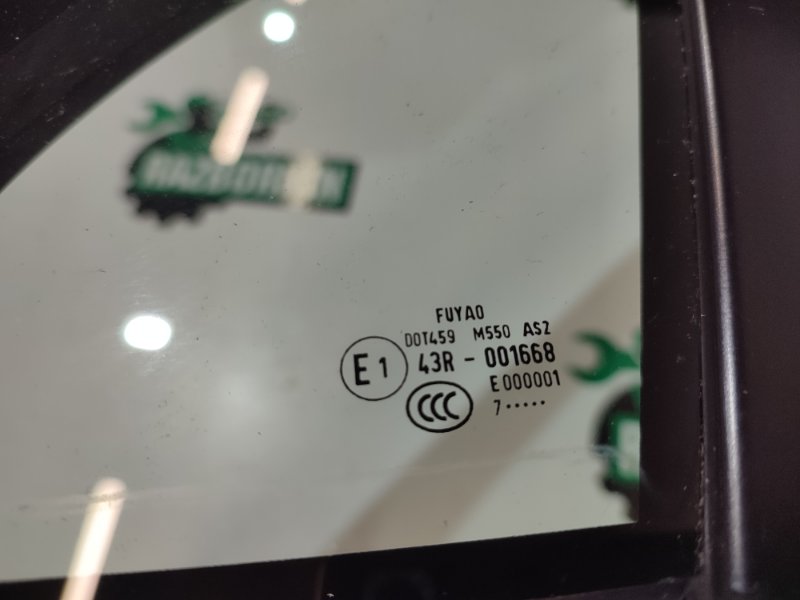 FUYAO
DOT459 M550 AS2
E1 43R - 001668
CCC E000001
7•••••